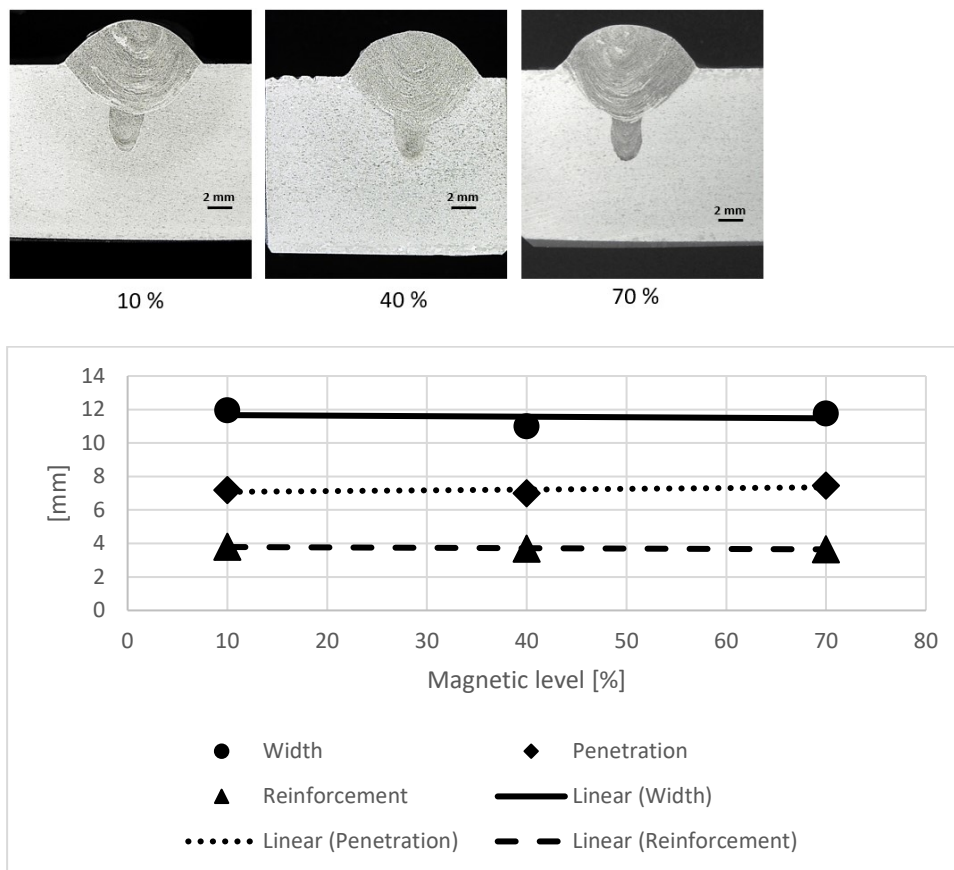 2 mm
2 mm
2 mm
10 %
40 %
70 %
14
12
10
8
6
4
2
0
[mm]
0 10 20 30 40 50 60 70 80
Magnetic level [%]
Width
Penetration
Reinforcement
Linear (Width)
Linear (Penetration)
Linear (Reinforcement)